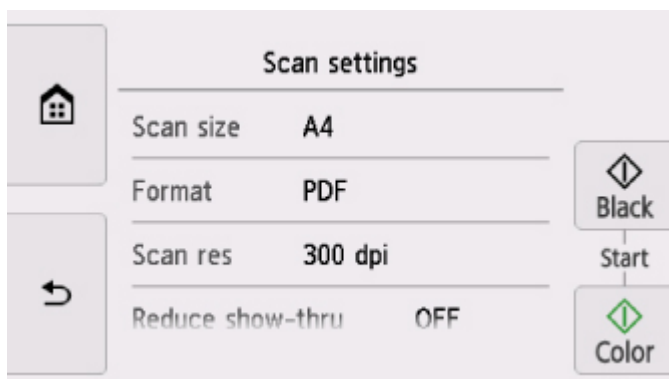 Scan settings
Scan size A4
Format PDF
Scan res 300 dpi
Reduce show-thru OFF
Black
Start
Color